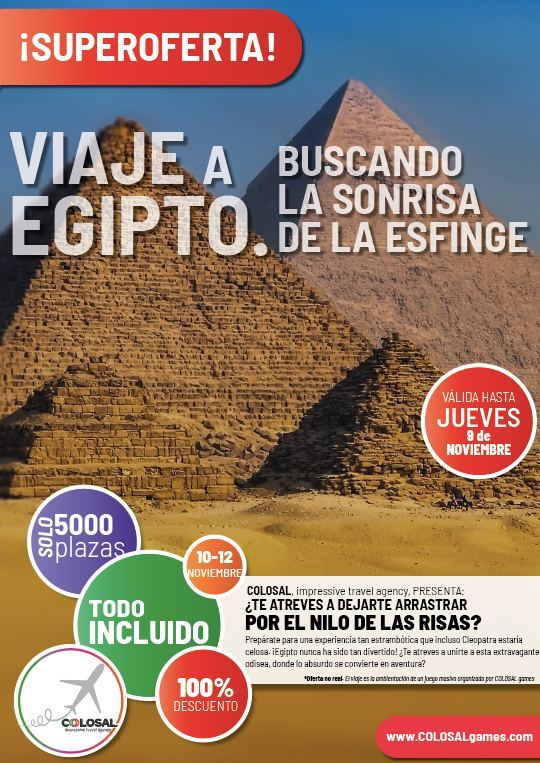 ¡SUPEROFERTA!
VIAJE A
EGIPTO.
BUSCANDO
LA SONRISA
DE LA ESFINGE
VÁLIDA HASTA
JUEVES
9 de
NOVIEMBRE
SOLO
5000
plazas
10-12
NOVIEMBRE
TODO
INCLUIDO
100%
DESCUENTO
COLOSAL
impressive travel agency
COLOSAL, impressive travel agency, PRESENTA:
¿TE ATREVES A DEJARTE ARRASTRAR
POR EL NILO DE LAS RISAS?
Prepárate para una experiencia tan estrambótica que incluso Cleopatra estaría
celosa. ¡Egipto nunca ha sido tan divertido! ¿Te atreves a unirte a esta extravagante
odisea, donde lo absurdo se convierte en aventura?
*Oferta no real- El viaje es la ambientación de un juego masivo organizado por COLOSAL games
www.COLOSALgames.com